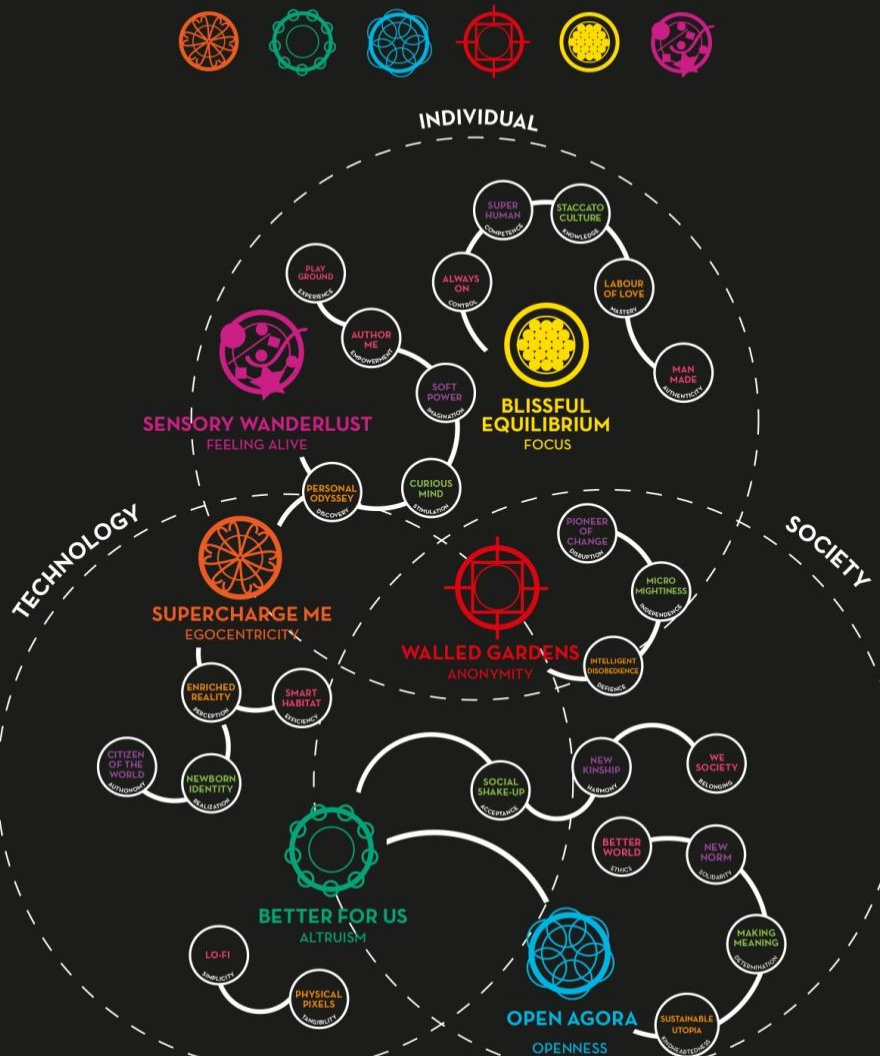 INDIVIDUAL
SUPER
HUMAN
COMPETENCE
STACCATO
CULTURE
KNOWLEDGE
PLAY
GROUND
EXPERIENCE
ALWAYS
ON
CONTROL
LABOUR
OF LOVE
MASTERY
AUTHOR
ME
EMPOWERMENT
MAN
MADE
AUTHENTICITY
SOFT
POWER
IMAGINATION
SENSORY WANDERLUST
FEELING ALIVE
BLISSFUL
EQUILIBRIUM
FOCUS
PERSONAL
ODYSSEY
DISCOVERY
CURIOUS
MIND
STIMULATION
TECHNOLOGY
SOCIETY
PIONEER
OF
CHANGE
DISRUPTION
MICRO
MIGHTINESS
INDEPENDENCE
SUPERCHARGE ME
EGOCENTRICITY
WALLED GARDENS
ANONYMITY
INTELLIGENT
DISOBEDIENCE
DEFIENCE
ENRICHED
REALITY
PERCEPTION
SMART
HABITAT
EFFICIENCY
CITIZEN
OF THE
WORLD
AUTHONOMY
NEWBORN
IDENTITY
REALIZATION
SOCIAL
SHAKE-UP
ACCEPTANCE
NEW
KINSHIP
HARMONY
WE
SOCIETY
BELONGING
BETTER
WORLD
ETHICS
NEW
NORM
SOLIDARITY
BETTER FOR US
ALTRUISM
MAKING
MEANING
DETERMINATION
LO-FI
SIMPLICITY
PHYSICAL
PIXELS
TANGIBILITY
OPEN AGORA
OPENNESS
SUSTAINABLE
UTOPIA
KINDHEARTEDNESS